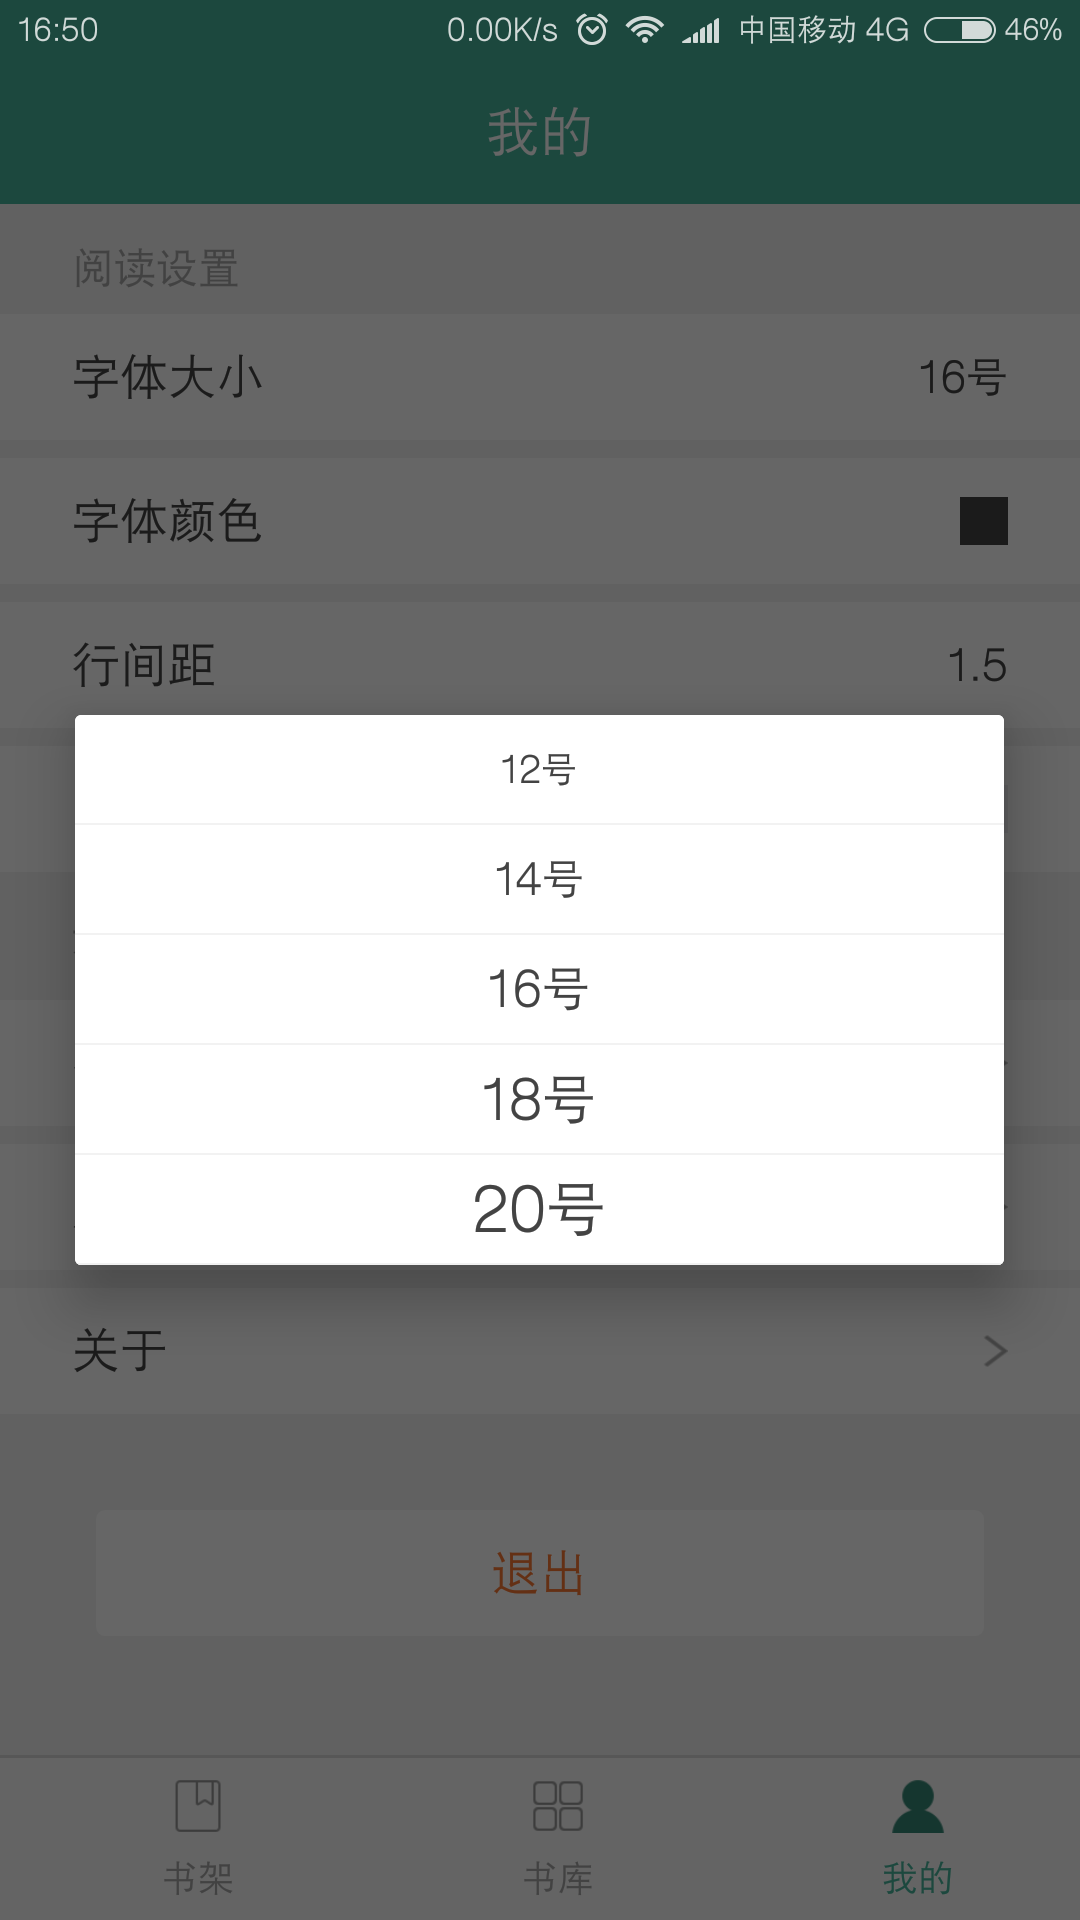 16:50 0.00K/s 中国移动 4G 46%
我的
阅读设置
字体大小 16号
字体颜色
行间距 1.5
12号
14号
16号
18号
20号
关于
退出
书架 书库 我的